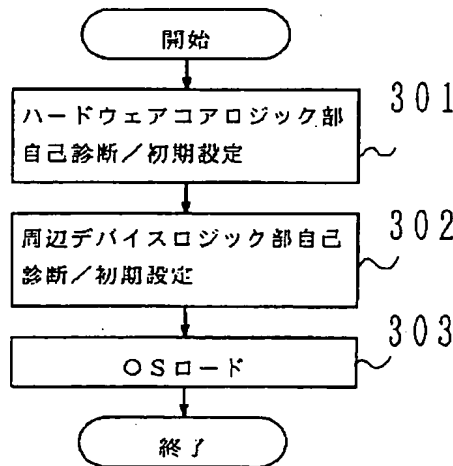 開始
ハードウェアコアロジック部
自己診断／初期設定
301
周辺デバイスロジック部自己
診断／初期設定
302
OSロード
303
終了